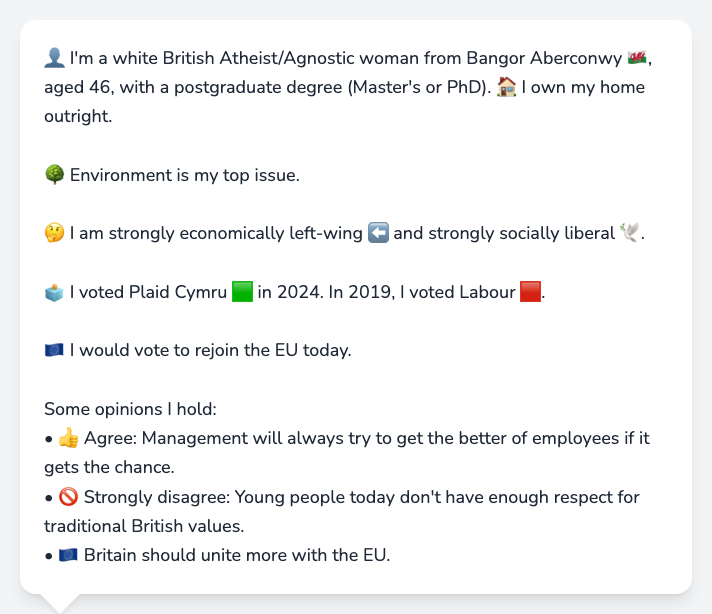 👤 I'm a white British Atheist/Agnostic woman from Bangor Aberconwy 🏴󠁧󠁢󠁷󠁬󠁳󠁿,
aged 46, with a postgraduate degree (Master's or PhD). 🏠 I own my home
outright.
🌳 Environment is my top issue.
🤔 I am strongly economically left-wing ⬅️ and strongly socially liberal 🕊️.
🗳️ I voted Plaid Cymru 🟩 in 2024. In 2019, I voted Labour 🟥.
🇪🇺 I would vote to rejoin the EU today.
Some opinions I hold:
• 👍 Agree: Management will always try to get the better of employees if it
gets the chance.
• 🚫 Strongly disagree: Young people today don't have enough respect for
traditional British values.
• 🇪🇺 Britain should unite more with the EU.